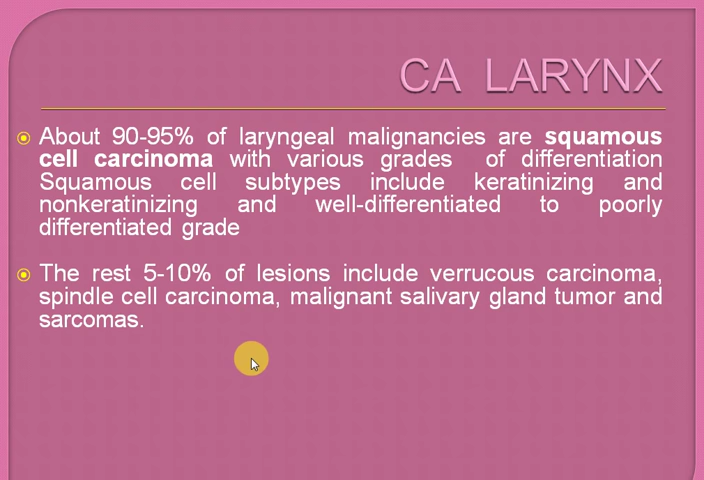 CA LARYNX
About 90-95% of laryngeal malignancies are squamous
cell carcinoma with various grades of differentiation
Squamous cell subtypes include keratinizing and
nonkeratinizing and well-differentiated to poorly
differentiated grade
The rest 5-10% of lesions include verrucous carcinoma,
spindle cell carcinoma, malignant salivary gland tumor and
sarcomas.